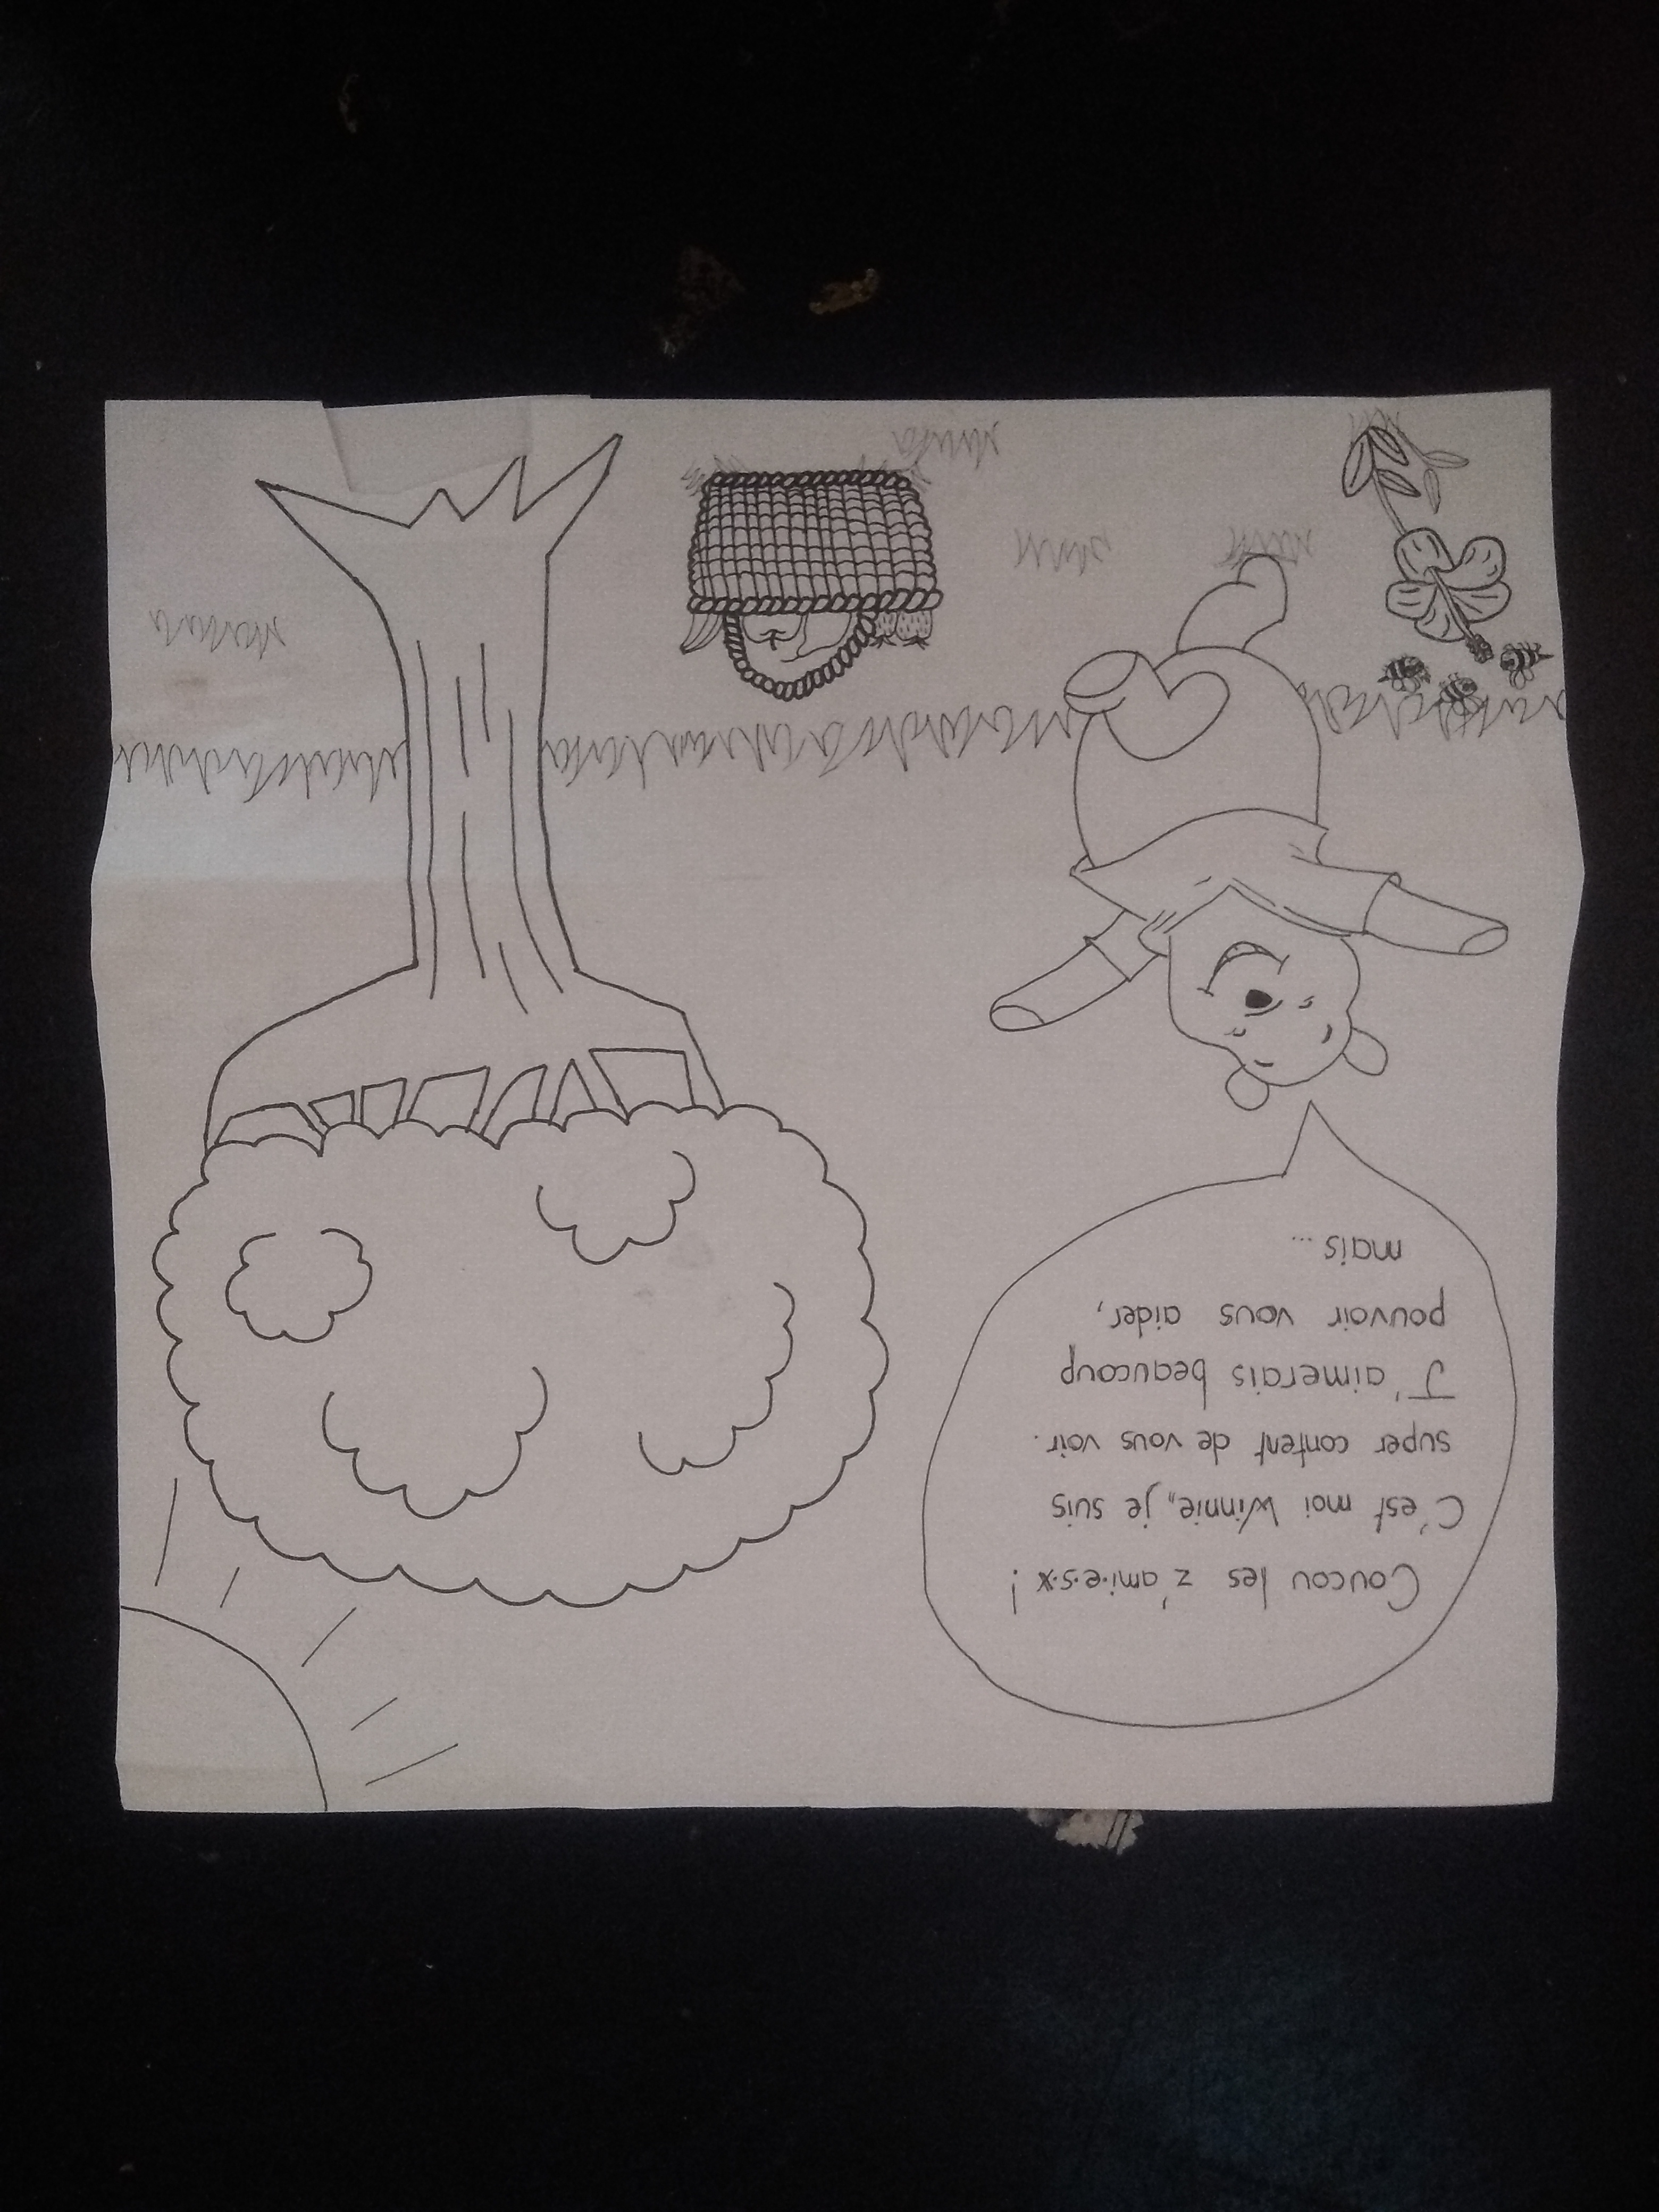 Coucou les z'ami·e·s·x !
C'est moi Winnie, je suis
super content de vous voir.
J'aimerais beaucoup
pouvoir vous aider,
mais ...